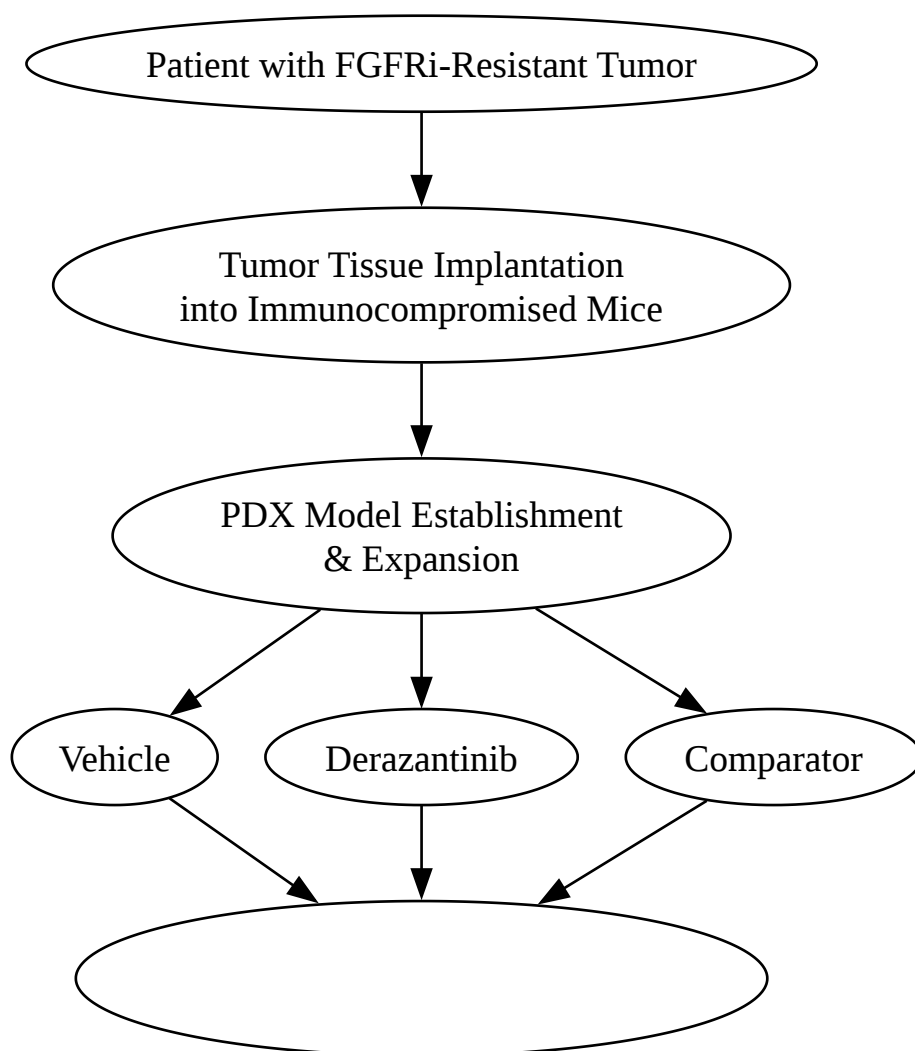 Patient with FGFRi-Resistant Tumor
Tumor Tissue Implantation
into Immunocompromised Mice
PDX Model Establishment
& Expansion
Vehicle
Derazantinib
Comparator